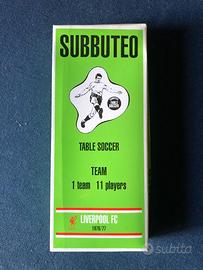 SUBBUTEO
TABLE SOCCER
TEAM
1 team 11 players
LIVERPOOL FC
1976/77
subito